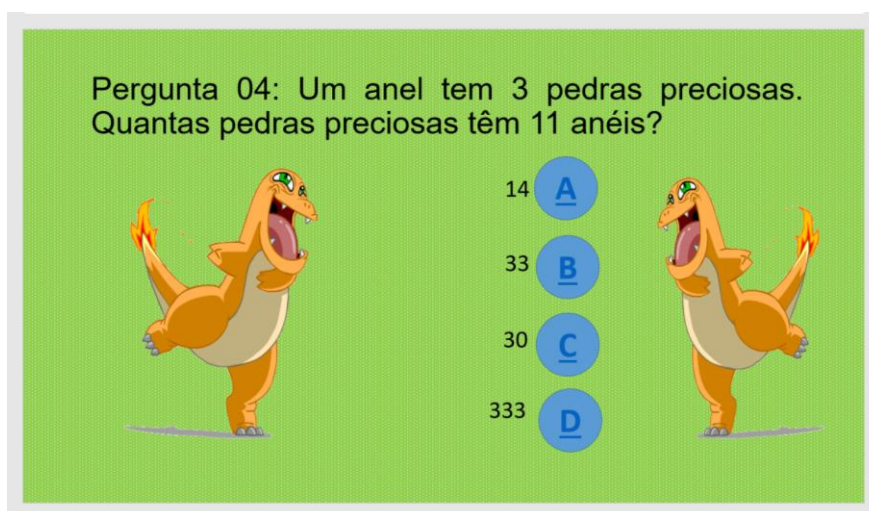 Pergunta 04: Um anel tem 3 pedras preciosas.
Quantas pedras preciosas têm 11 anéis?
14 A
33 B
30 C
333 D